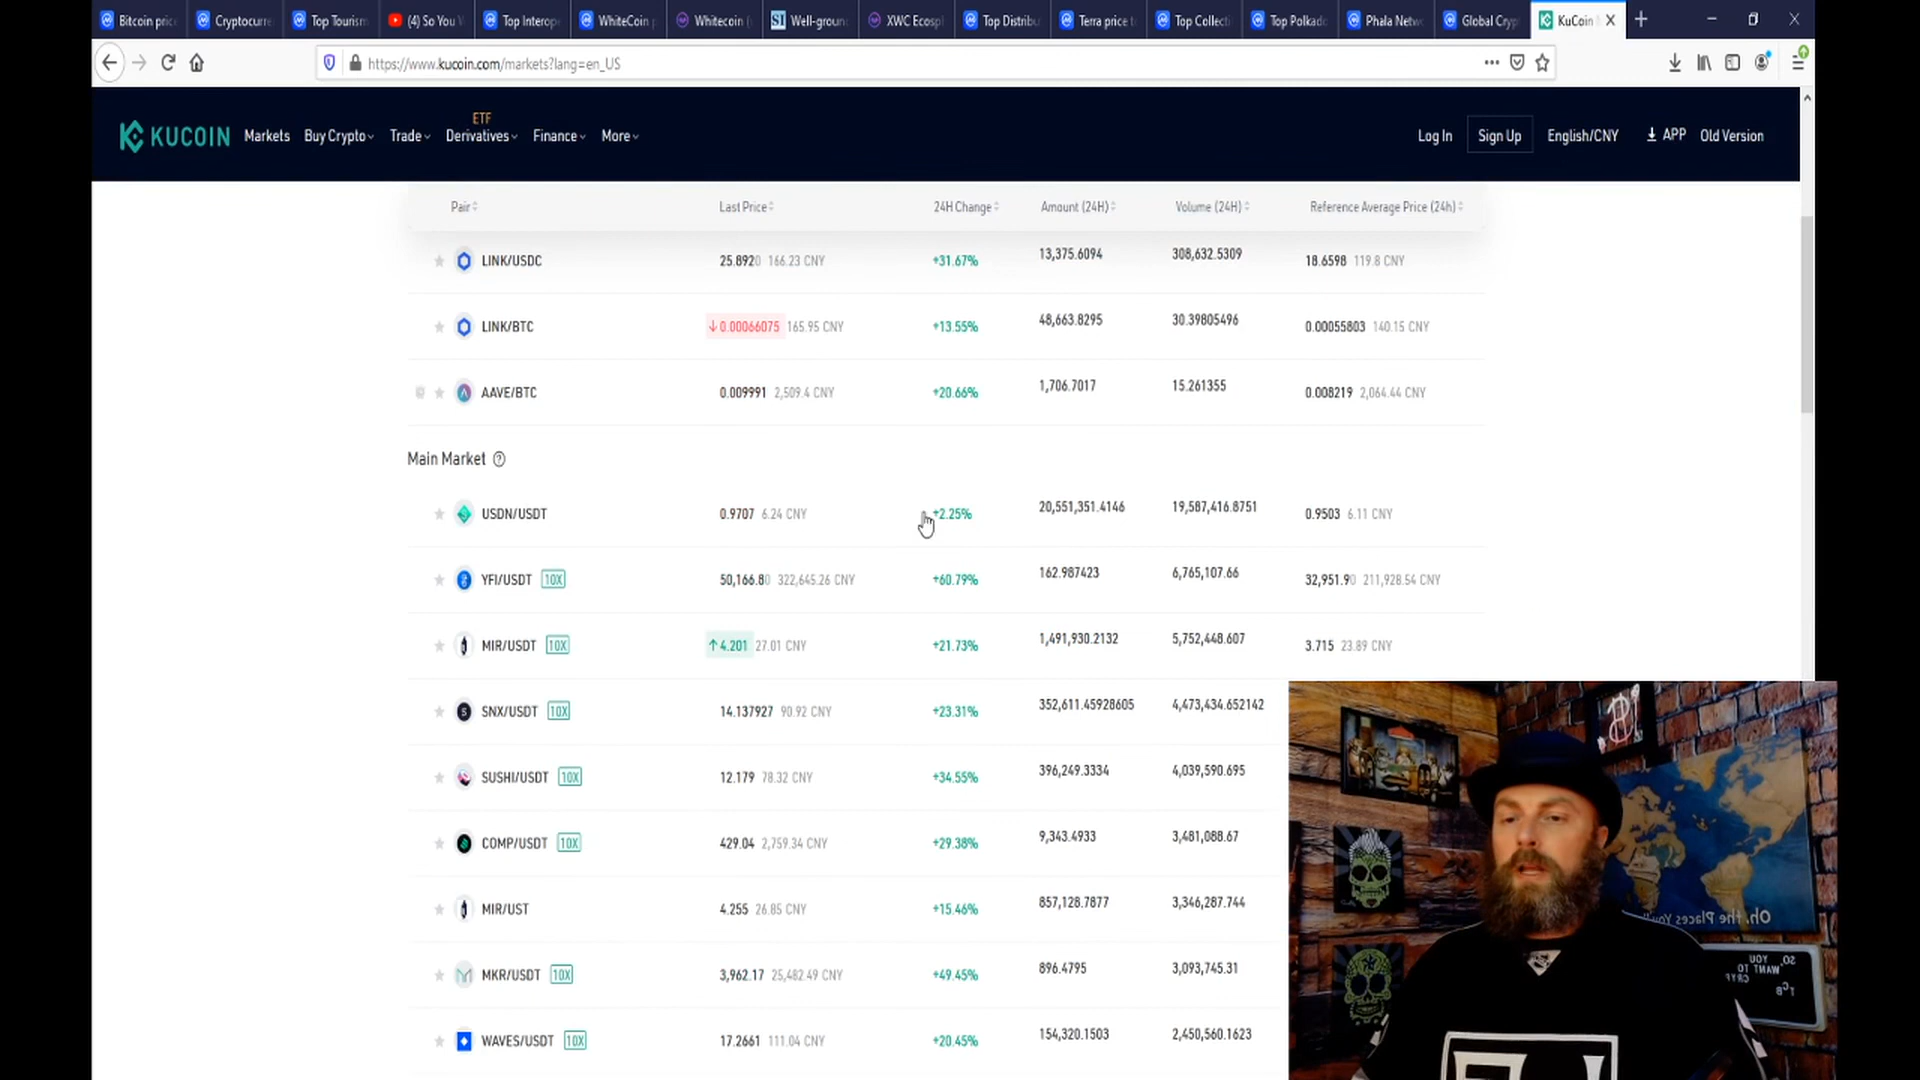 Bitcoin price
Cryptocurre
Top Tourism
(4) So You W
Top Interop
WhiteCoin p
Whitecoin (
Well-groun
XWC Ecosp
Top Distribu
Terra price t
Top Collecti
Top Polkado
Phala Netw
Global Cryp
KuCoin
https://www.kucoin.com/markets?lang=en_US
KUCOIN Markets Buy Crypto Trade ETF Derivatives Finance More Log In Sign Up English/CNY APP Old Version
Pair Last Price 24H Change Amount (24H) Volume (24H) Reference Average Price (24h)
LINK/USDC 25.8920 166.23 CNY +31.67% 13,375.6094 308,632.5309 18.6598 119.8 CNY
LINK/BTC ↓0.00066075 165.95 CNY +13.55% 48,663.8295 30.39805496 0.00055803 140.15 CNY
AAVE/BTC 0.009991 2,509.4 CNY +20.66% 1,706.7017 15.261355 0.008219 2,064.44 CNY
Main Market ?
USDN/USDT 0.9707 6.24 CNY +2.25% 20,551,351.4146 19,587,416.8751 0.9503 6.11 CNY
YFI/USDT 10X 50,166.80 322,645.26 CNY +60.79% 162.987423 6,765,107.66 32,951.90 211,928.54 CNY
MIR/USDT 10X ↑4.201 27.01 CNY +21.73% 1,491,930.2132 5,752,448.607 3.715 23.89 CNY
SNX/USDT 10X 14.137927 90.92 CNY +23.31% 352,611.45928605 4,473,434.652142
SUSHI/USDT 10X 12.179 78.32 CNY +34.55% 396,249.3334 4,039,590.695
COMP/USDT 10X 429.04 2,759.34 CNY +29.38% 9,343.4933 3,481,088.67
MIR/UST 4.255 26.85 CNY +15.46% 857,128.7877 3,346,287.744
MKR/USDT 10X 3,962.17 25,482.49 CNY +49.45% 896.4795 3,093,745.31
WAVES/USDT 10X 17.2661 111.04 CNY +20.45% 154,320.1503 2,450,560.1623
Oh, the Places You'll
SO, YOU
WANT TO
CRYP